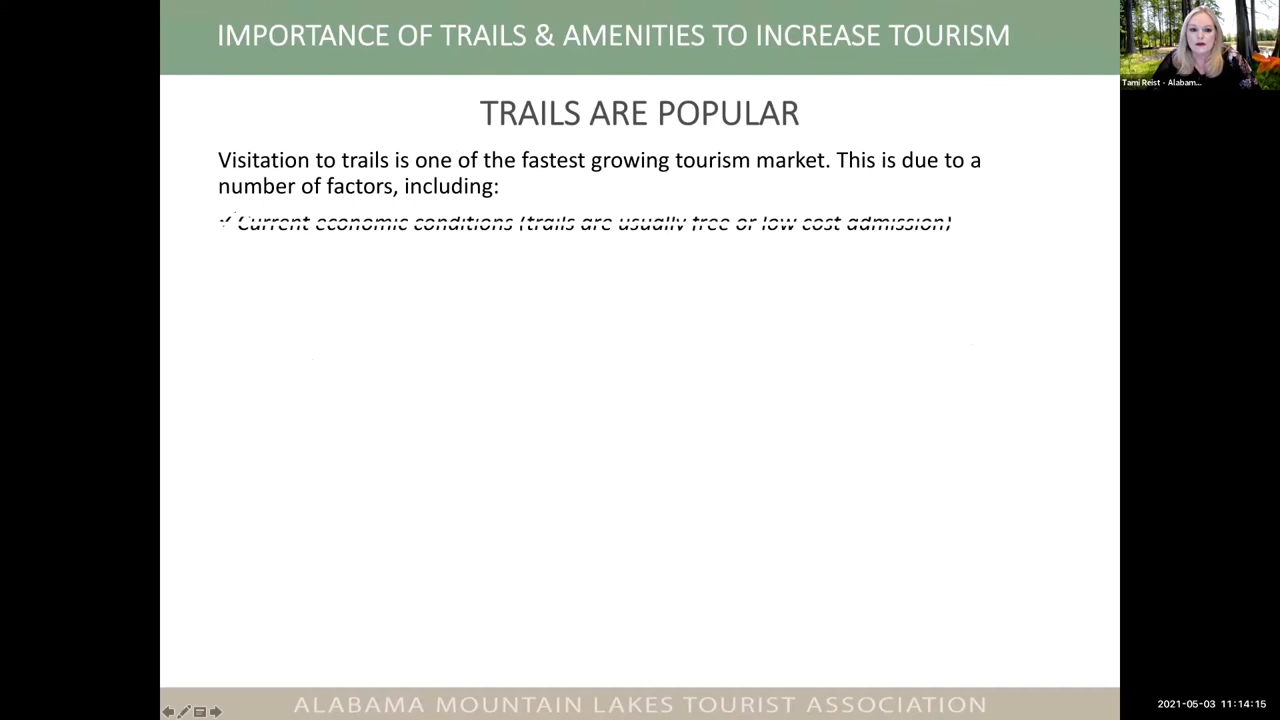 IMPORTANCE OF TRAILS & AMENITIES TO INCREASE TOURISM
Tami Reist - Alabam...
TRAILS ARE POPULAR
Visitation to trails is one of the fastest growing tourism market. This is due to a
number of factors, including:
✓ Current economic conditions (trails are usually free or low cost admission)
ALABAMA MOUNTAIN LAKES TOURIST ASSOCIATION
2021-05-03 11:14:15